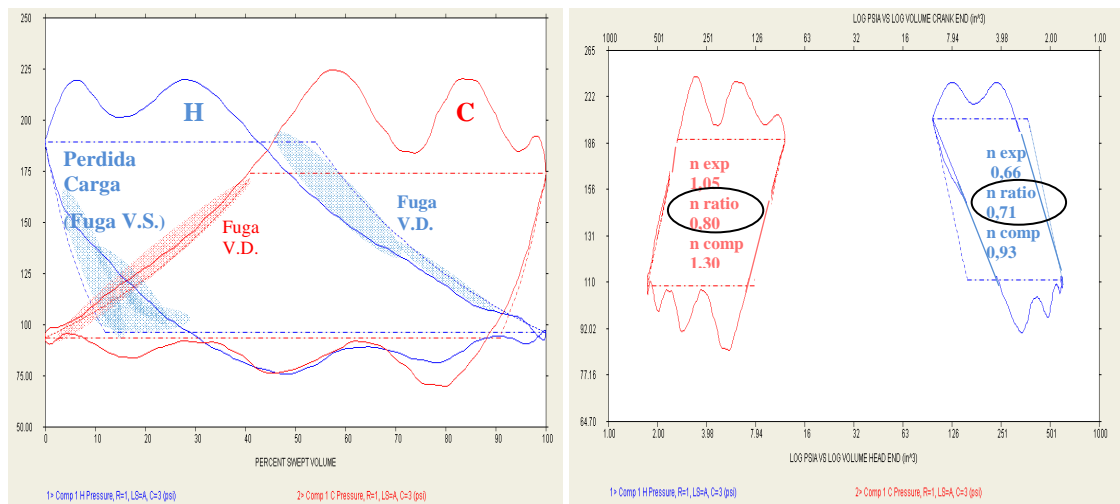 250
225
200
175
150
125
100
75.00
50
H
C
Perdida
Carga
(Fuga V.S.)
Fuga
V.D.
Fuga
V.D.
0 10 20 30 40 50 60 70 80 90 100
PERCENT SWEPT VOLUME
1> Comp 1 H Pressure, R=1, LS=A, C=3 (psi)
2> Comp 1 C Pressure, R=1, LS=A, C=3 (psi)
LOG PSIA VS LOG VOLUME CRANK END (in^3)
1000 501 251 126 63 32 16 7.94 3.98 2.00 1.00
265
232
186
156
131
110
92.02
77.16
64.70
n exp
1.05
n ratio
0,80
n comp
1.30
n exp
0,66
n ratio
0,71
n comp
0,93
1.00 2.00 3.98 7.94 16 32 63 126 251 501 1000
LOG PSIA VS LOG VOLUME HEAD END (in^3)
1> Comp 1 H Pressure, R=1, LS=A, C=3 (psi)
2> Comp 1 C Pressure, R=1, LS=A, C=3 (psi)